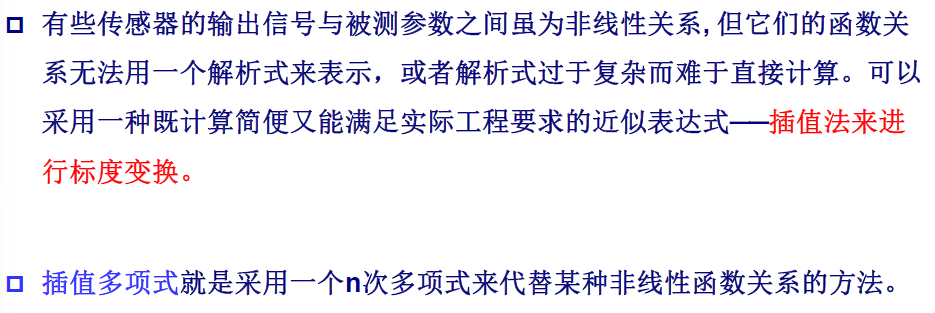 有些传感器的输出信号与被测参数之间虽为非线性关系,但它们的函数关
系无法用一个解析式来表示，或者解析式过于复杂而难于直接计算。可以
采用一种既计算简便又能满足实际工程要求的近似表达式——插值法来进
行标度变换。
插值多项式就是采用一个n次多项式来代替某种非线性函数关系的方法。